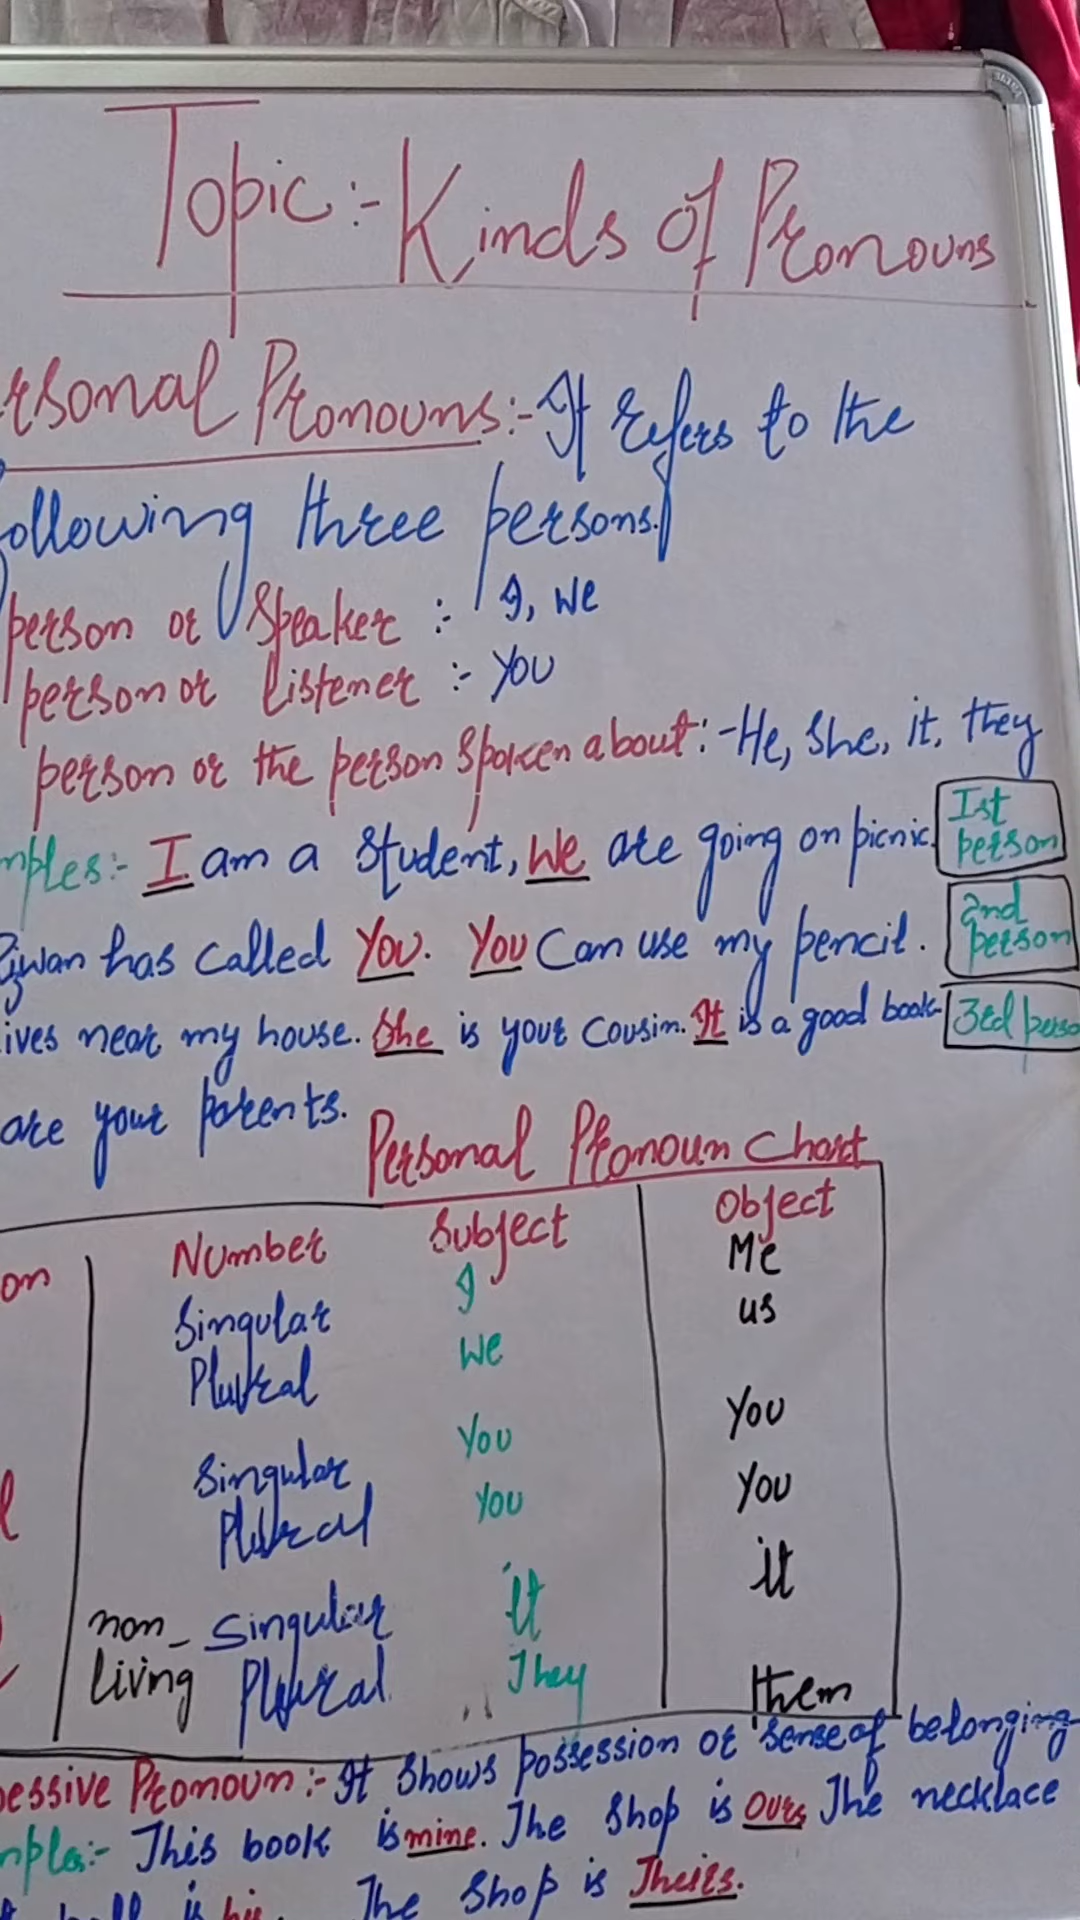 Topic:- Kinds of Pronouns
rsonal Pronouns:- It refers to the
ollowing three persons.
person or Speaker :- I, we
person or listener :- You
person or the person Spoken about:- He, she, it, they
mples:- I am a student, We are going on picnic. Ist person
has called You. You Can use my pencil. 2nd person
ives near my house. She is your Cousin. It is a good book. 3rd perso
are your parents.
Personal Pronoun Chart
on Number Subject Object
Singular I Me
Plural We us
Singular You You
Plural You You
non-living Singular it it
Plural They them
essive Pronoun:- It shows possession or sense of belonging
mples:- This book is mine. The shop is ours The necklace
is The shop is Theirs.